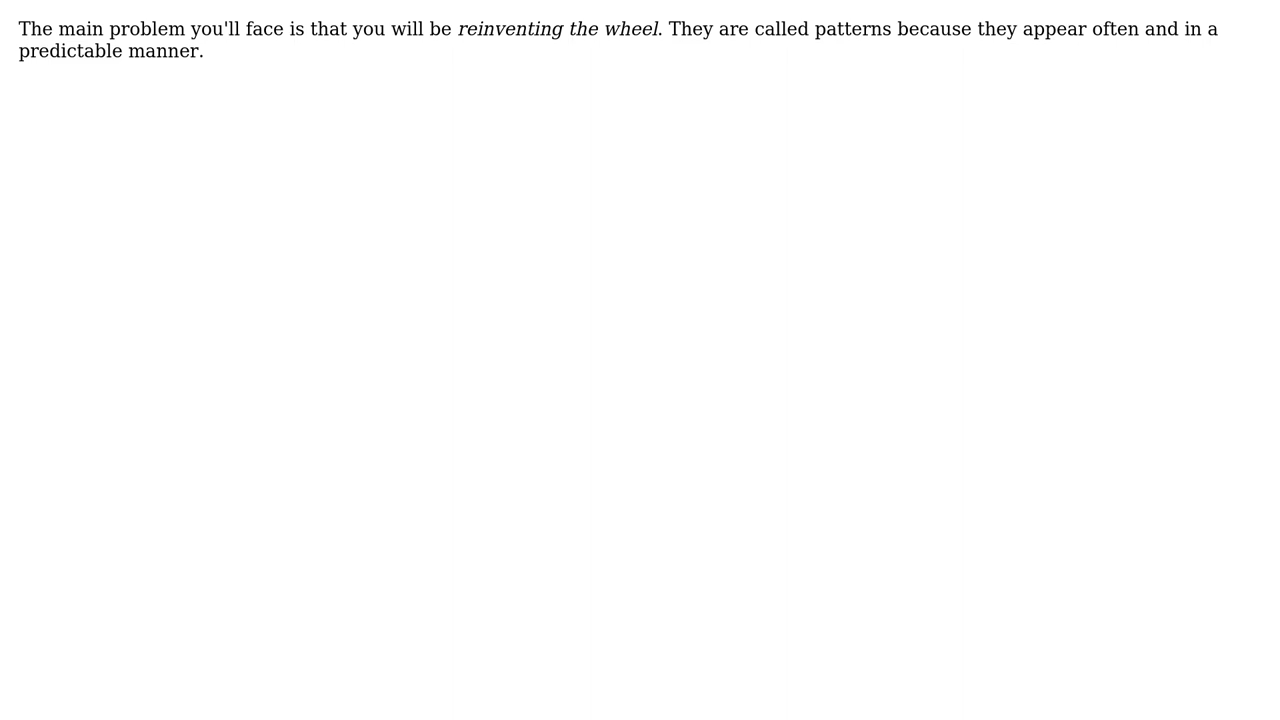 The main problem you'll face is that you will be reinventing the wheel. They are called patterns because they appear often and in a
predictable manner.